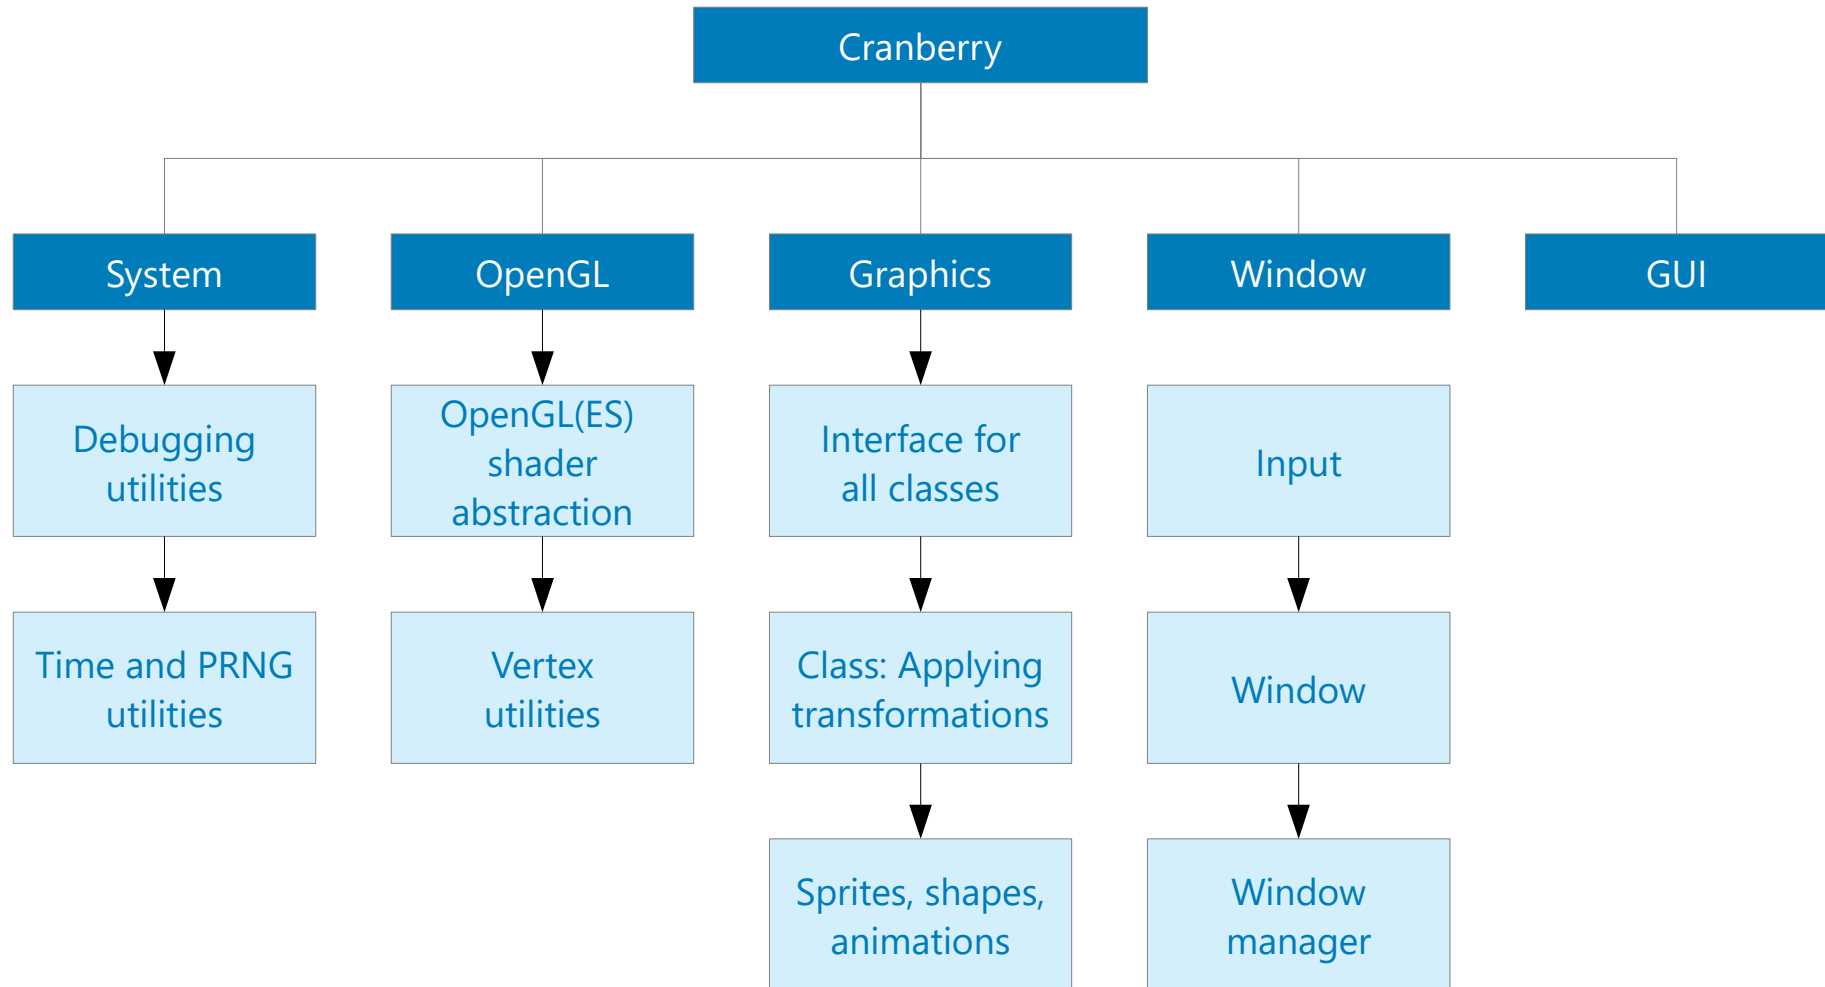 Cranberry
System
OpenGL
Graphics
Window
GUI
Debugging
utilities
OpenGL(ES)
shader
abstraction
Interface for
all classes
Input
Time and PRNG
utilities
Vertex
utilities
Class: Applying
transformations
Window
Sprites, shapes,
animations
Window
manager